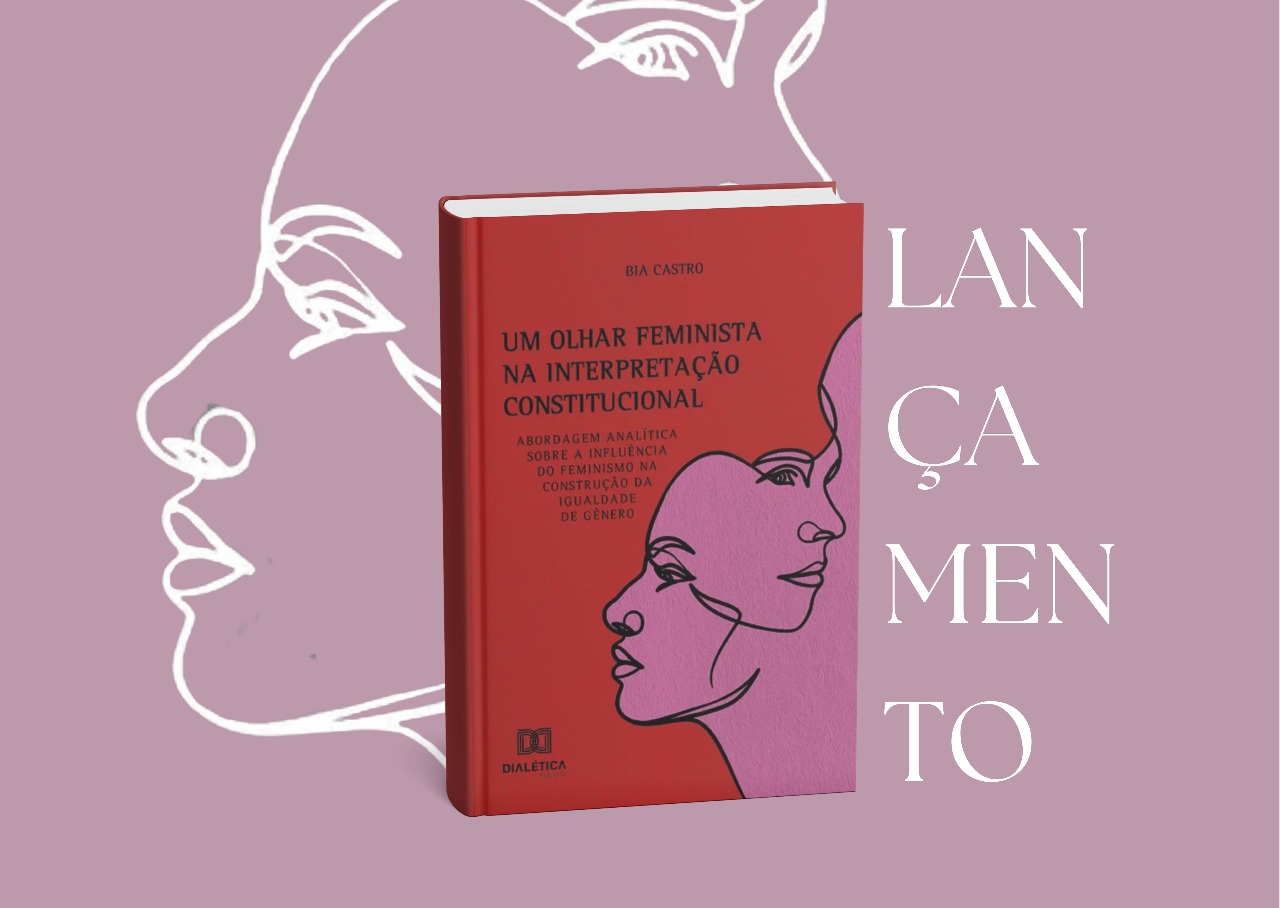 BIA CASTRO
UM OLHAR FEMINISTA
NA INTERPRETAÇÃO
CONSTITUCIONAL
ABORDAGEM ANALÍTICA
SOBRE A INFLUÊNCIA
DO FEMINISMO NA
CONSTRUÇÃO DA
IGUALDADE
DE GÊNERO
DIALÉTICA
LAN
ÇA
MEN
TO